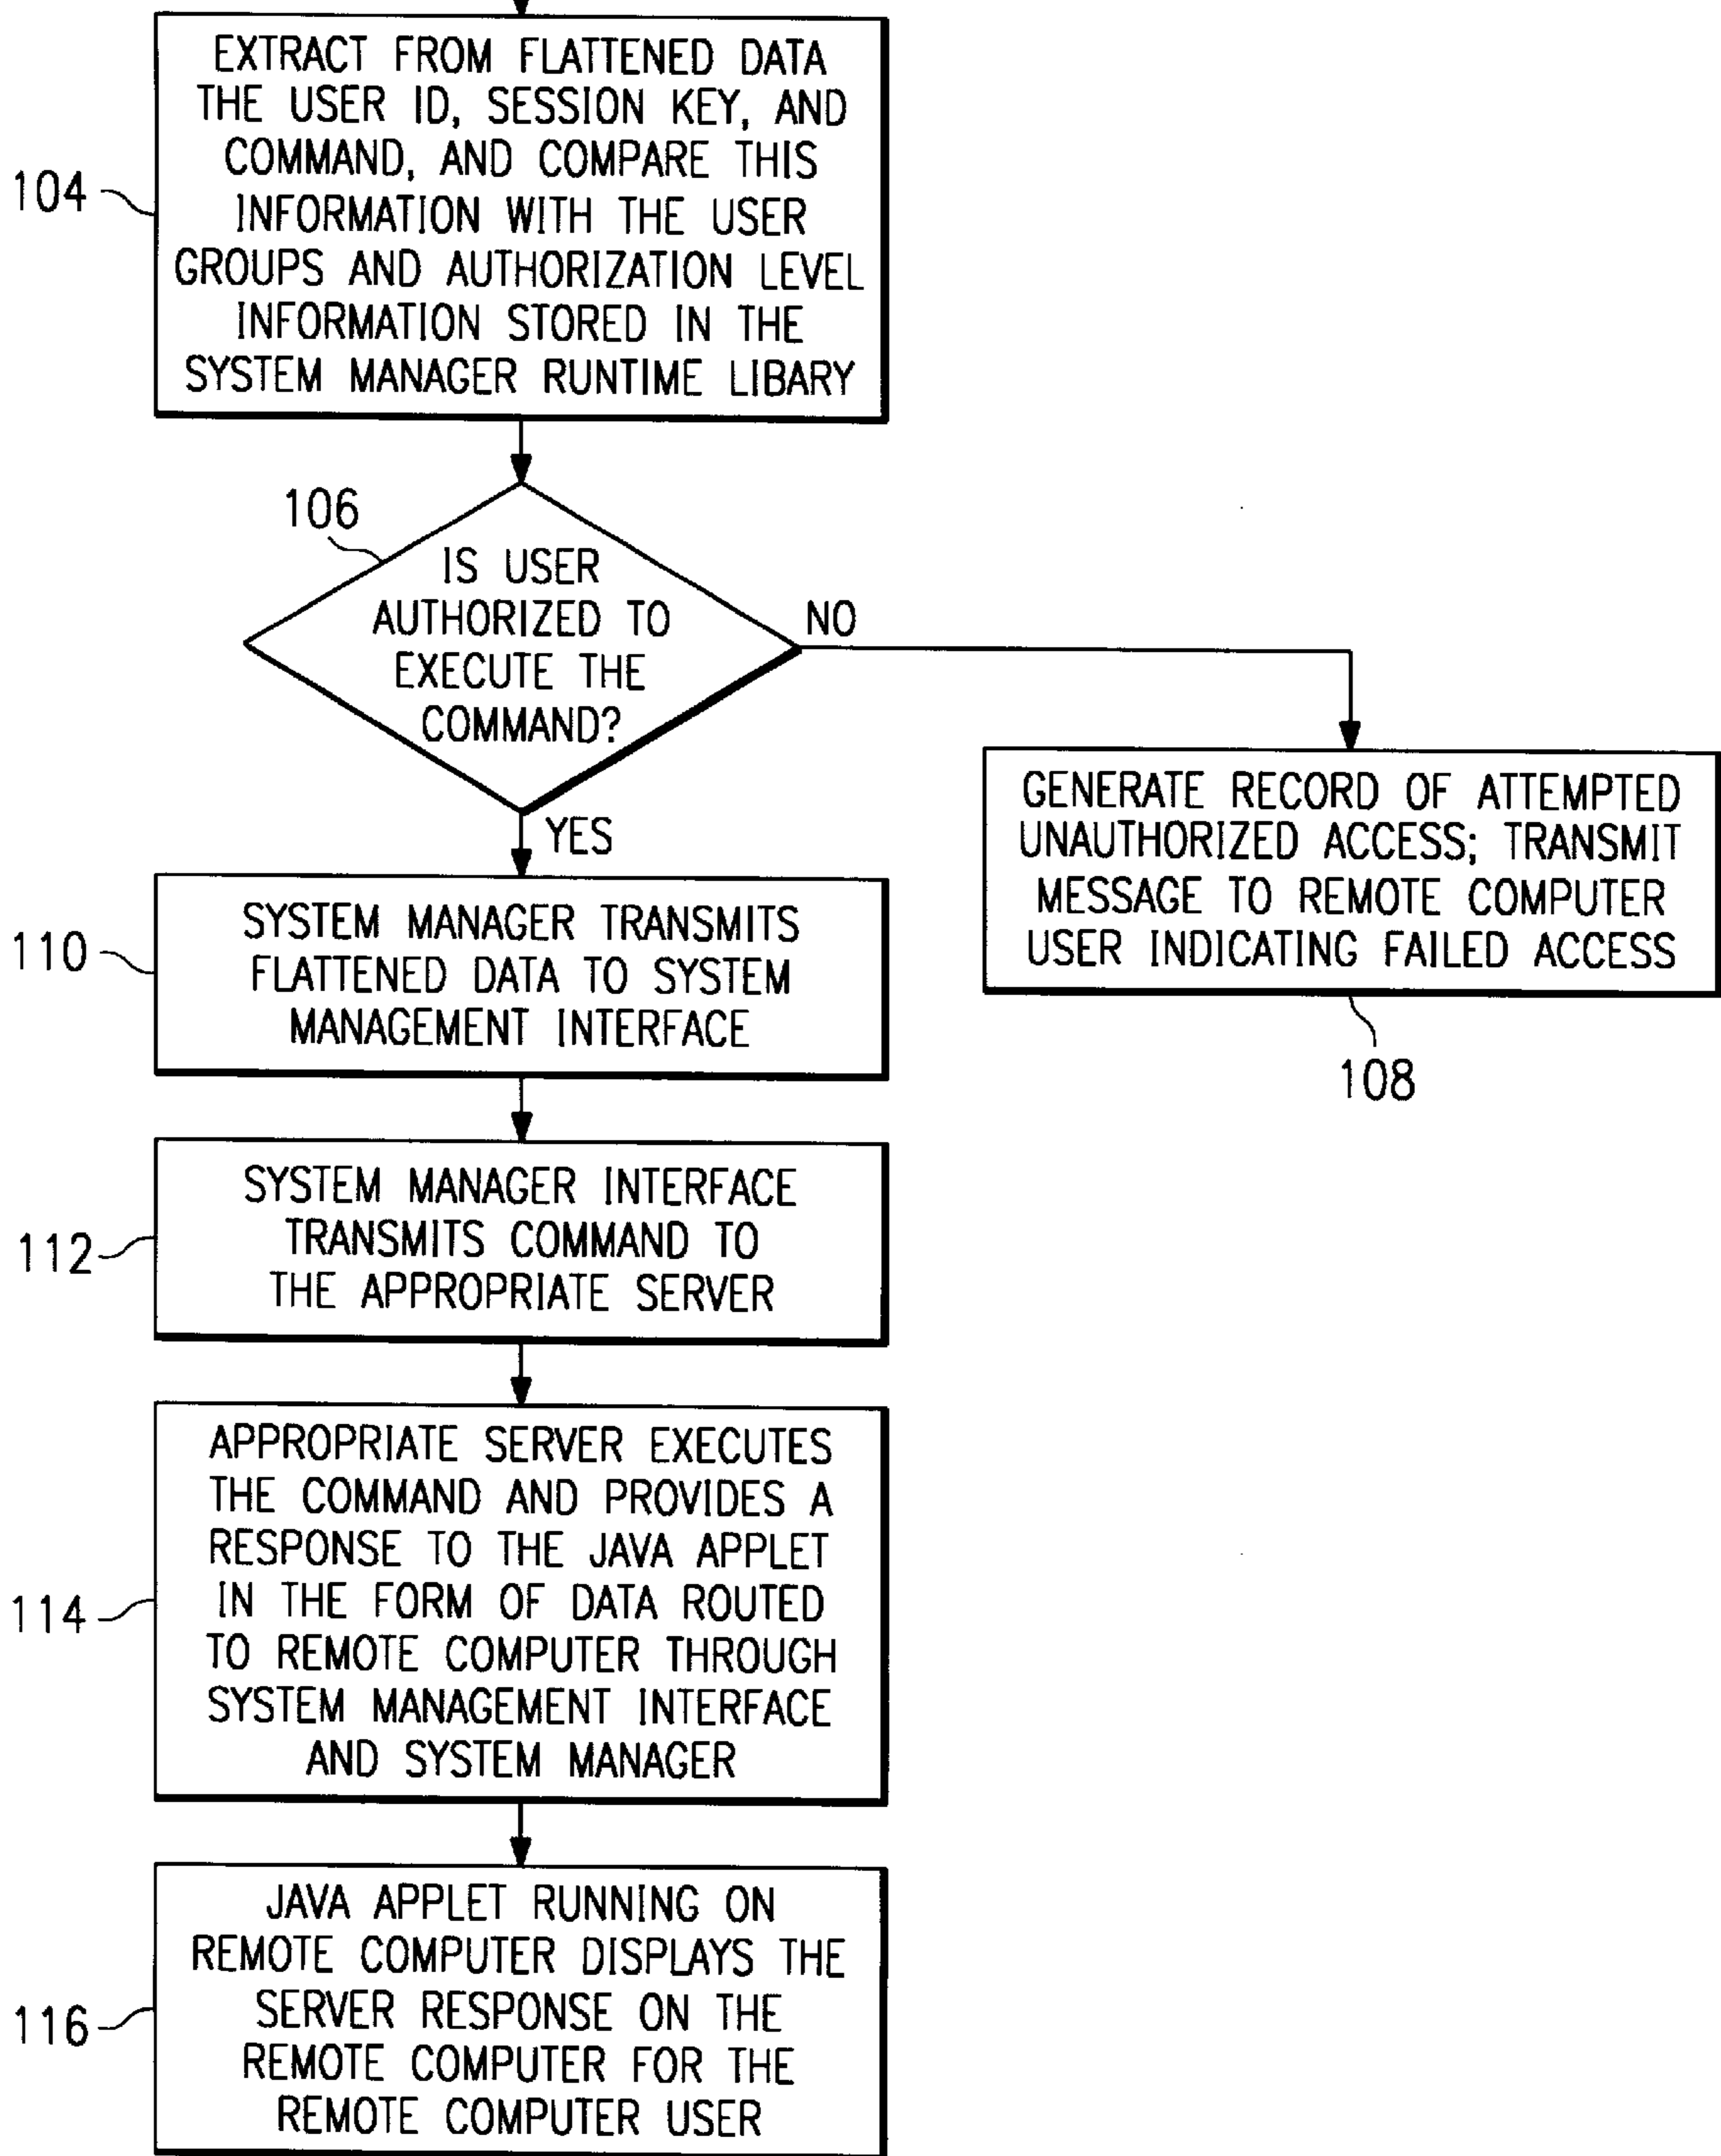 EXTRACT FROM FLATTENED DATA
THE USER ID, SESSION KEY, AND
COMMAND, AND COMPARE THIS
INFORMATION WITH THE USER
GROUPS AND AUTHORIZATION LEVEL
INFORMATION STORED IN THE
SYSTEM MANAGER RUNTIME LIBARY
104
106
IS USER
AUTHORIZED TO
EXECUTE THE
COMMAND?
NO
YES
GENERATE RECORD OF ATTEMPTED
UNAUTHORIZED ACCESS; TRANSMIT
MESSAGE TO REMOTE COMPUTER
USER INDICATING FAILED ACCESS
108
SYSTEM MANAGER TRANSMITS
FLATTENED DATA TO SYSTEM
MANAGEMENT INTERFACE
110
SYSTEM MANAGER INTERFACE
TRANSMITS COMMAND TO
THE APPROPRIATE SERVER
112
APPROPRIATE SERVER EXECUTES
THE COMMAND AND PROVIDES A
RESPONSE TO THE JAVA APPLET
IN THE FORM OF DATA ROUTED
TO REMOTE COMPUTER THROUGH
SYSTEM MANAGEMENT INTERFACE
AND SYSTEM MANAGER
114
JAVA APPLET RUNNING ON
REMOTE COMPUTER DISPLAYS THE
SERVER RESPONSE ON THE
REMOTE COMPUTER FOR THE
REMOTE COMPUTER USER
116